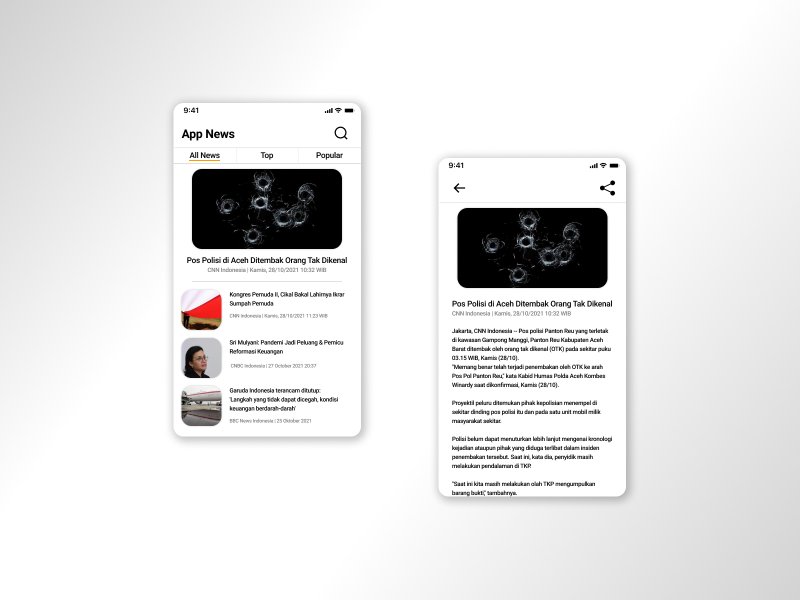 9:41
App News
All News
Top
Popular
Pos Polisi di Aceh Ditembak Orang Tak Dikenal
CNN Indonesia | Kamis, 28/10/2021 10:32 WIB
Kongres Pemuda II, Cikal Bakal Lahirnya Ikrar
Sumpah Pemuda
CNN Indonesia | Kamis, 28/10/2021 11:23 WIB
Sri Mulyani: Pandemi Jadi Peluang & Pemicu
Reformasi Keuangan
CNBC Indonesia | 27 October 2021 20:37
Garuda Indonesia terancam ditutup:
'Langkah yang tidak dapat dicegah, kondisi
keuangan berdarah-darah'
BBC News Indonesia | 25 Oktober 2021
9:41
Pos Polisi di Aceh Ditembak Orang Tak Dikenal
CNN Indonesia | Kamis, 28/10/2021 10:32 WIB
Jakarta, CNN Indonesia -- Pos polisi Panton Reu yang terletak
di kawasan Gampong Manggi, Panton Reu Kabupaten Aceh
Barat ditembak oleh orang tak dikenal (OTK) pada sekitar puku
03.15 WIB, Kamis (28/10).
"Memang benar telah terjadi penembakan oleh OTK ke arah
Pos Pol Panton Reu," kata Kabid Humas Polda Aceh Kombes
Winardy saat dikonfirmasi, Kamis (28/10).
Proyektil peluru ditemukan pihak kepolisian menempel di
sekitar dinding pos polisi itu dan pada satu unit mobil milik
masyarakat sekitar.
Polisi belum dapat menuturkan lebih lanjut mengenai kronologi
kejadian ataupun pihak yang diduga terlibat dalam insiden
penembakan tersebut. Saat ini, kata dia, penyidik masih
melakukan pendalaman di TKP.
"Saat ini kita masih melakukan olah TKP mengumpulkan
barang bukti," tambahnya.